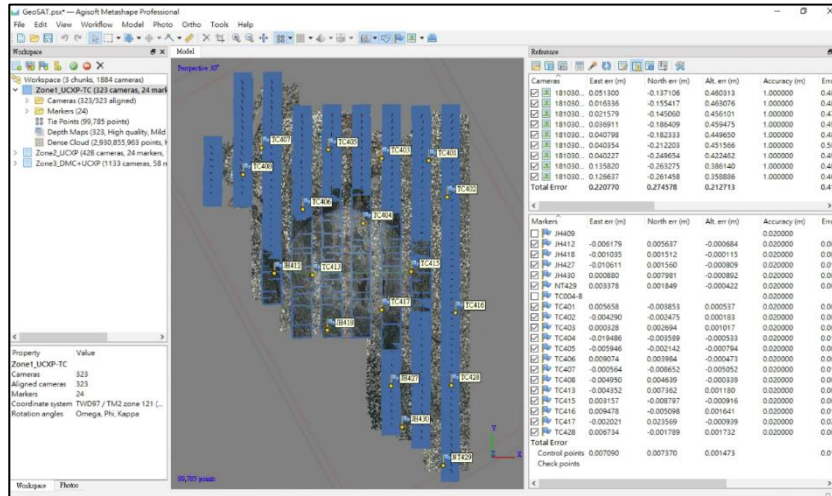 GeoSAT.psx* — Agisoft Metashape Professional
File Edit View Workflow Model Photo Ortho Tools Help
Workspace
Workspace (3 chunks, 1884 cameras)
Zone1_UCXP-TC (323 cameras, 24 mark
Cameras (323/323 aligned)
Markers (24)
Tie Points (99,785 points)
Depth Maps (323, High quality, Mild
Dense Cloud (2,930,855,963 points, H
Zone2_UCXP (428 cameras, 24 markers,
Zone3_DMC+UCXP (1133 cameras, 58 m
Property Value
Zone1_UCXP-TC
Cameras 323
Aligned cameras 323
Markers 24
Coordinate system TWD97 / TM2 zone 121 (...
Rotation angles Omega, Phi, Kappa
Workspace Photos
Model
Perspective 30°
TC407
TC405
TC403
TC401
TC408
TC402
TC406
TC404
JH412
TC413
TC415
TC417
TC416
JH418
JH427
TC428
JH430
NT429
Y
X
99,785 points
Reference
Cameras East err (m) North err (m) Alt. err (m) Accuracy (m) Erro
181030... 0.051300 -0.137106 0.460313 1.000000
181030... 0.016336 -0.155417 0.463076 1.000000
181030... 0.021579 -0.145060 0.456101 1.000000
181030... 0.036911 -0.186409 0.459475 1.000000
181030... 0.040798 -0.182333 0.449650 1.000000
181030... 0.040354 -0.212203 0.451566 1.000000
181030... 0.040227 -0.249654 0.422462 1.000000
181030... 0.135820 -0.263275 0.386140 1.000000
181030... 0.126637 -0.261458 0.358886 1.000000
Total Error 0.220770 0.274578 0.212713
Markers East err (m) North err (m) Alt. err (m) Accuracy (m) Erro
JH409 0.020000
JH412 -0.006179 0.005637 -0.000684 0.020000
JH418 -0.001035 0.001512 -0.000115 0.020000
JH427 -0.010611 0.001560 -0.000809 0.020000
JH430 0.000880 0.007981 -0.000892 0.020000
NT429 0.003378 0.001849 -0.000422 0.020000
TC004-B 0.020000
TC401 0.005658 -0.003853 0.000537 0.020000
TC402 -0.004290 -0.002475 0.000183 0.020000
TC403 0.000328 0.002694 0.001017 0.020000
TC404 -0.019486 -0.003589 -0.000533 0.020000
TC405 -0.005946 -0.002142 -0.000794 0.020000
TC406 0.009074 0.003984 -0.000473 0.020000
TC407 -0.000564 -0.008652 -0.005052 0.020000
TC408 -0.004950 0.004639 -0.000339 0.020000
TC413 -0.004352 0.007362 0.001180 0.020000
TC415 0.003157 -0.008797 -0.000916 0.020000
TC416 0.009478 -0.005098 0.001641 0.020000
TC417 -0.002021 0.023569 -0.000939 0.020000
TC428 0.006734 -0.001789 0.001732 0.020000
Total Error
Control points 0.007090 0.007370 0.001473
Check points